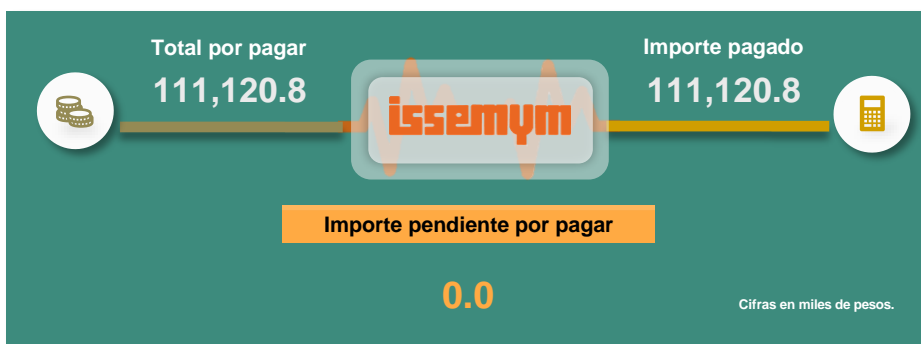 Total por pagar
111,120.8
Importe pagado
111,120.8
issemym
Importe pendiente por pagar
0.0
Cifras en miles de pesos.